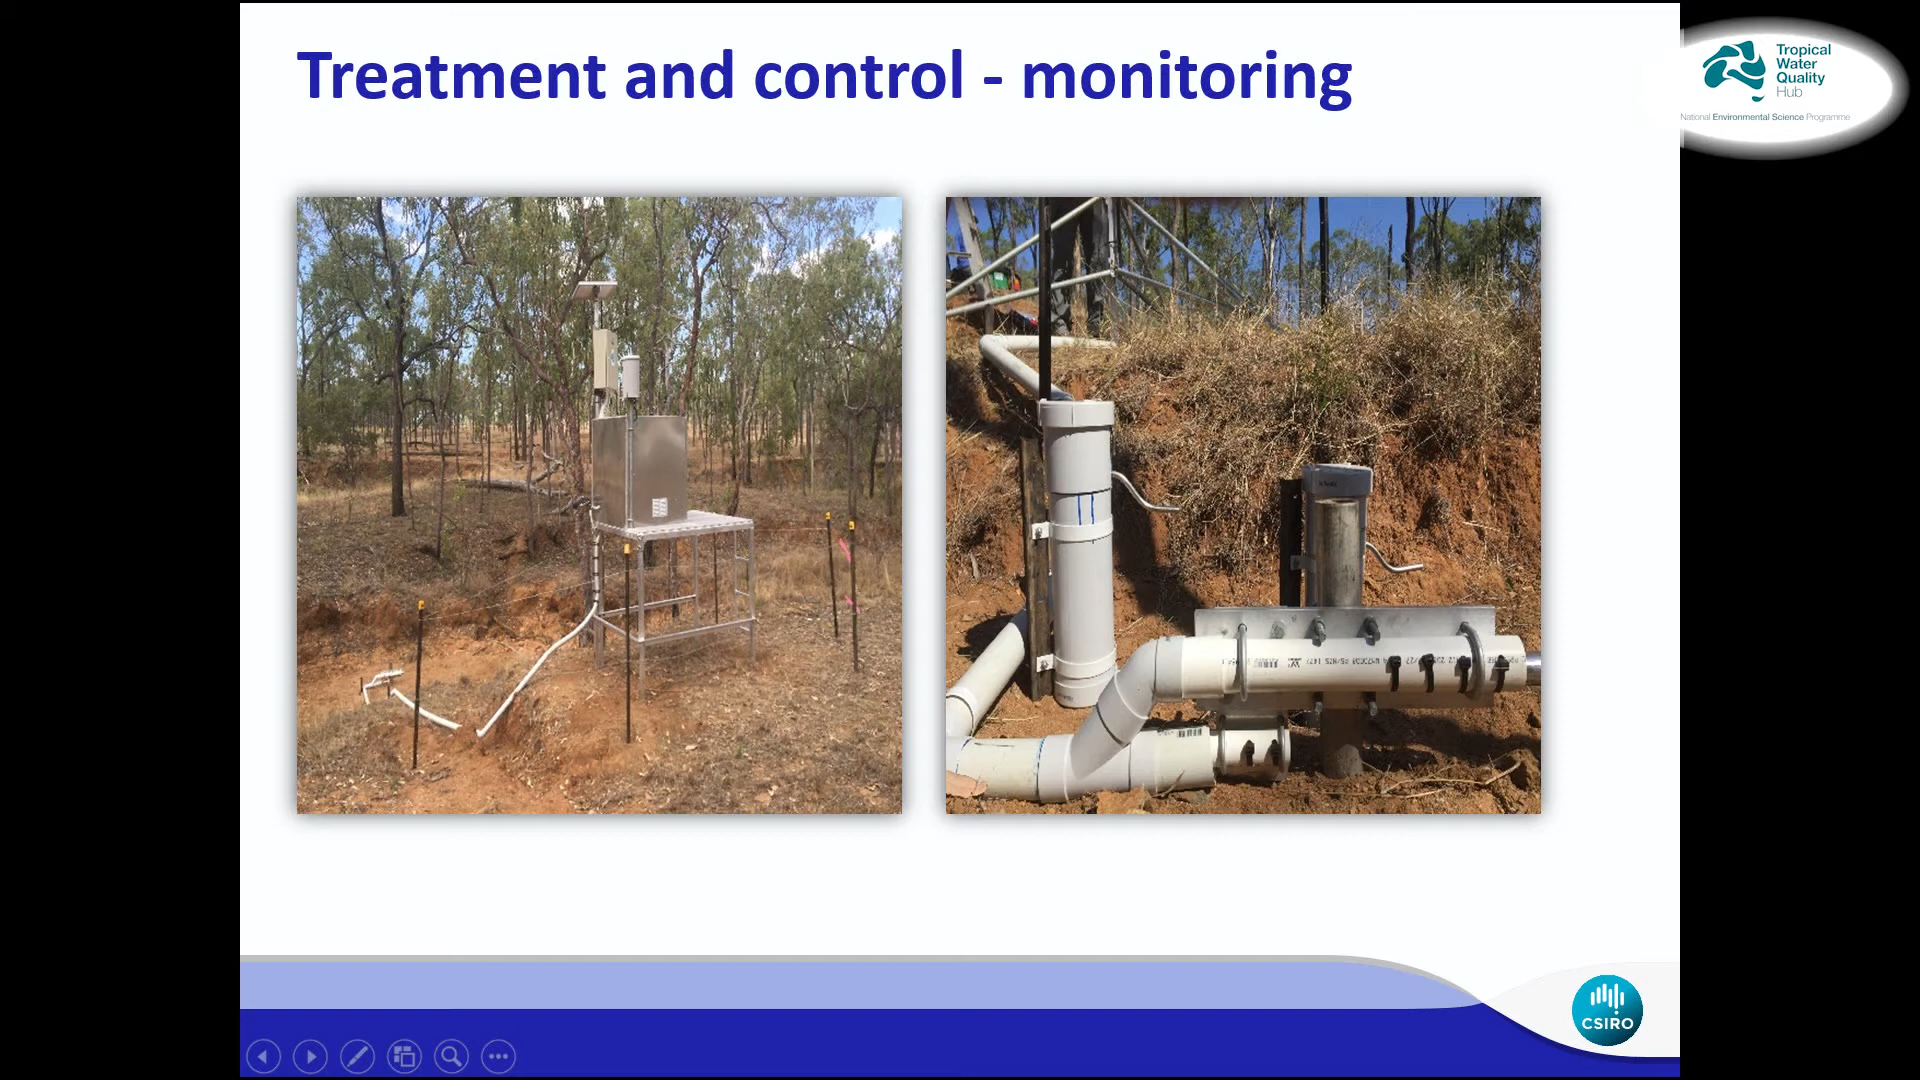 Treatment and control - monitoring
Tropical
Water
Quality
Hub
National Environmental Science Programme
CSIRO